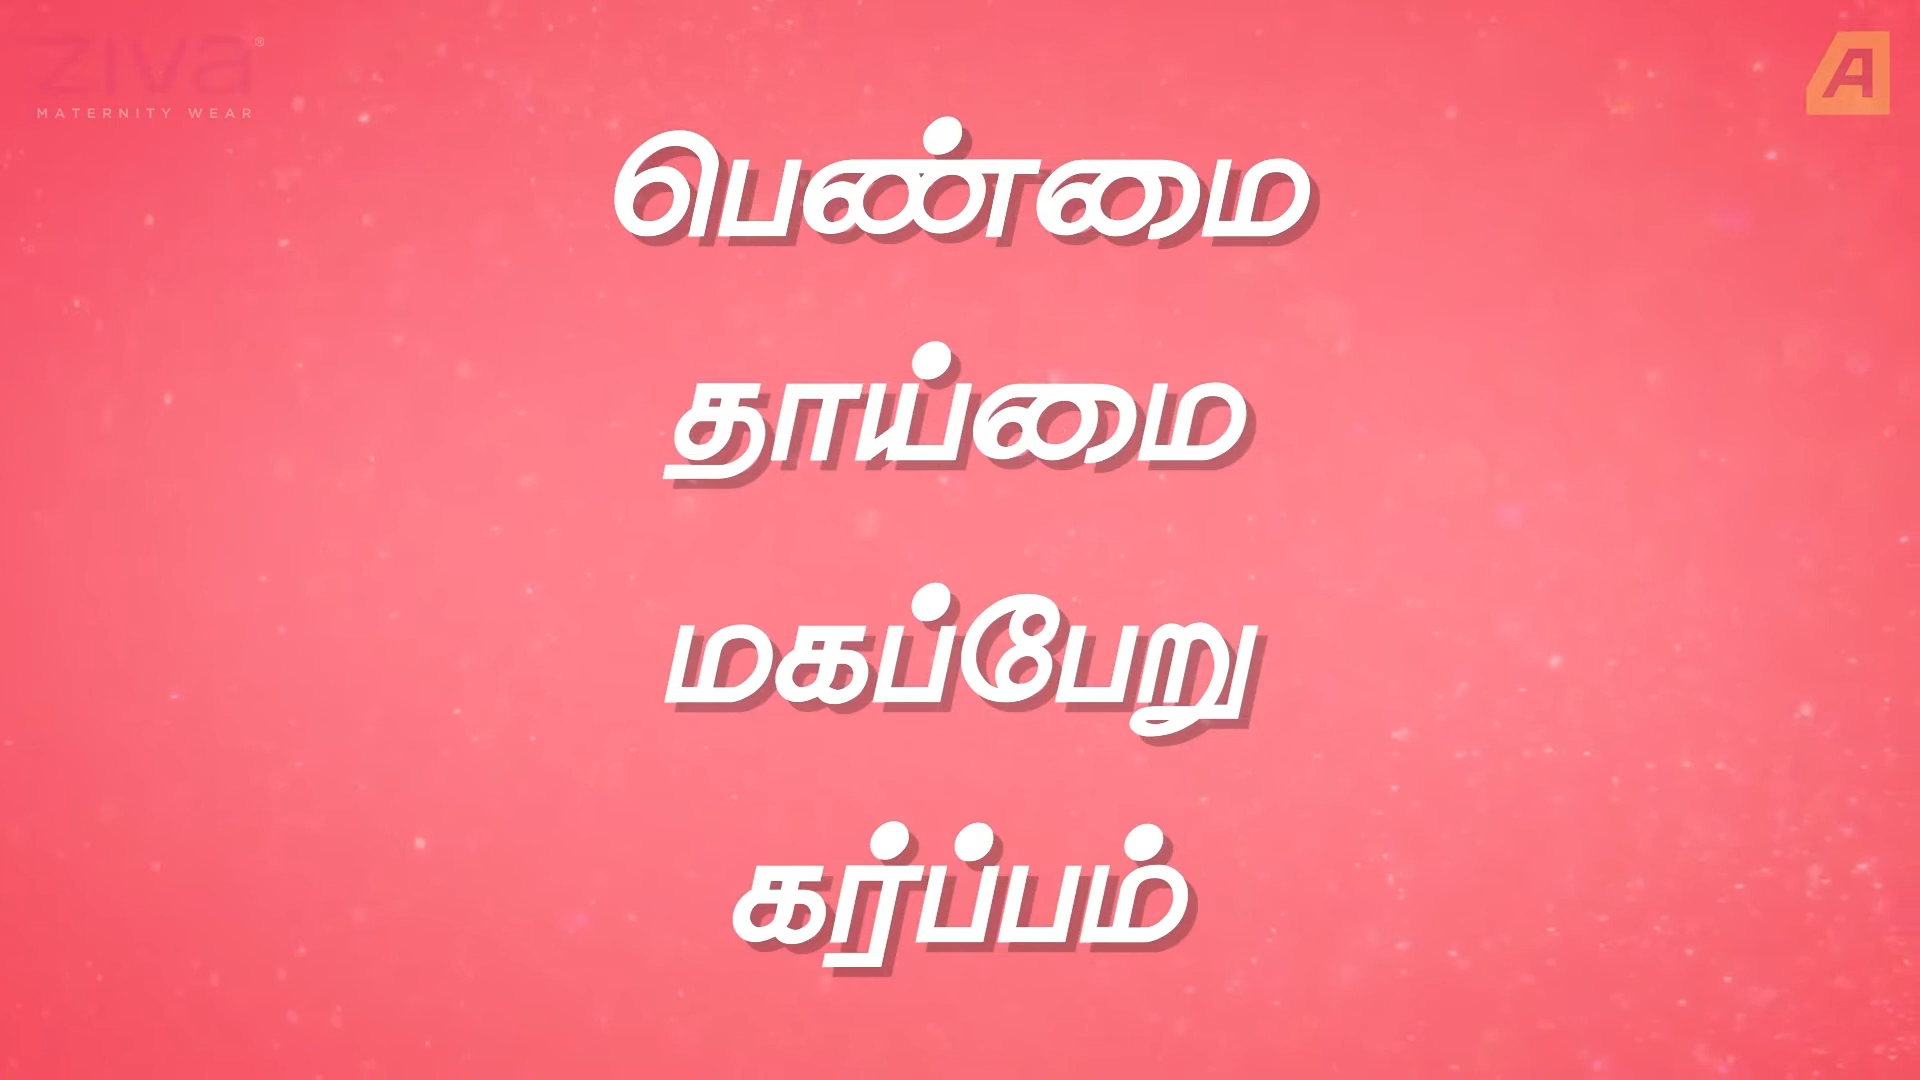 ziva®
MATERNITY WEAR
A
பெண்மை
தாய்மை
மகப்பேறு
கர்ப்பம்